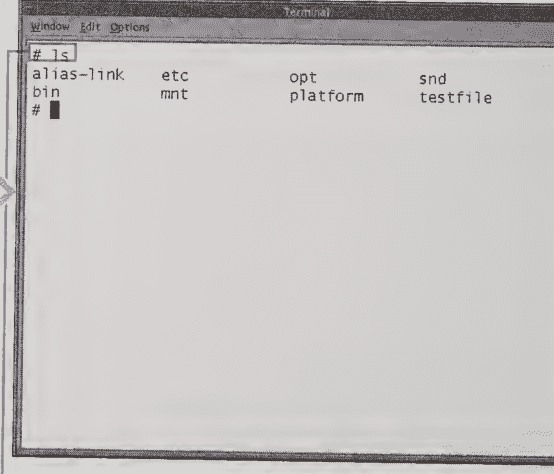 Terminal
Window Edit Options
# ls
alias-link etc opt snd
bin mnt platform testfile
#